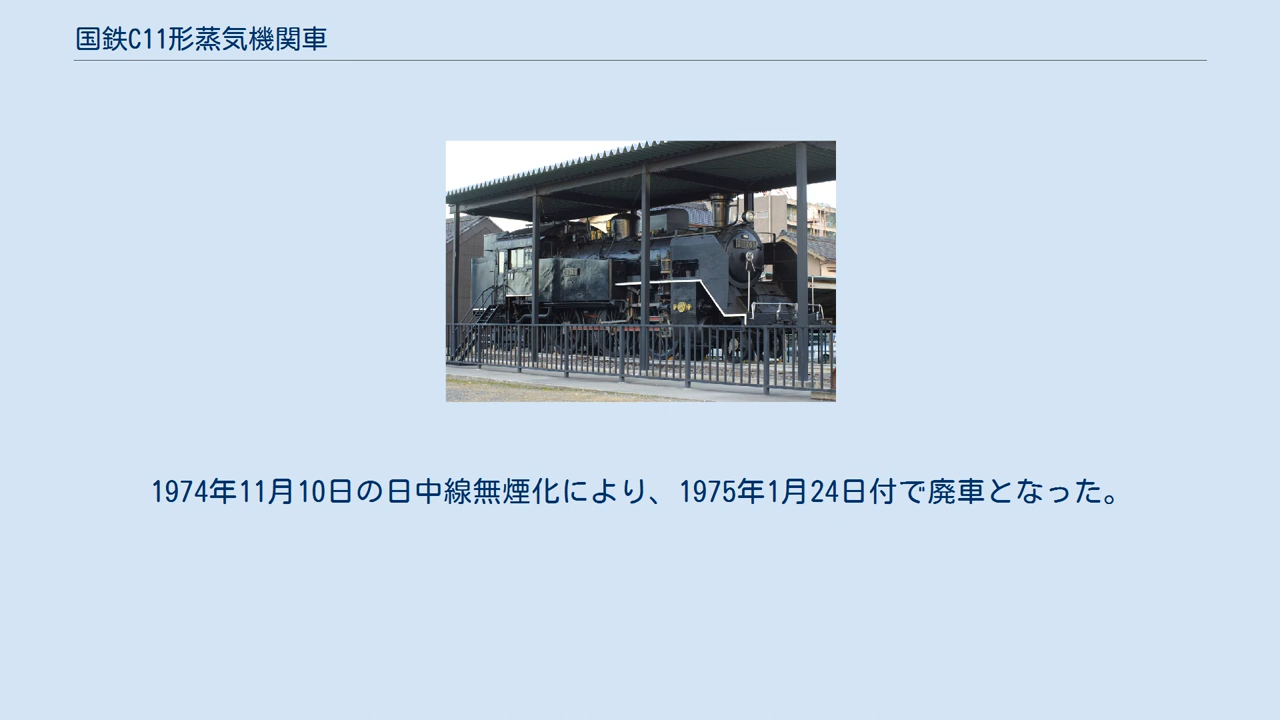 国鉄C11形蒸気機関車
1974年11月10日の日中線無煙化により、1975年1月24日付で廃車となった。